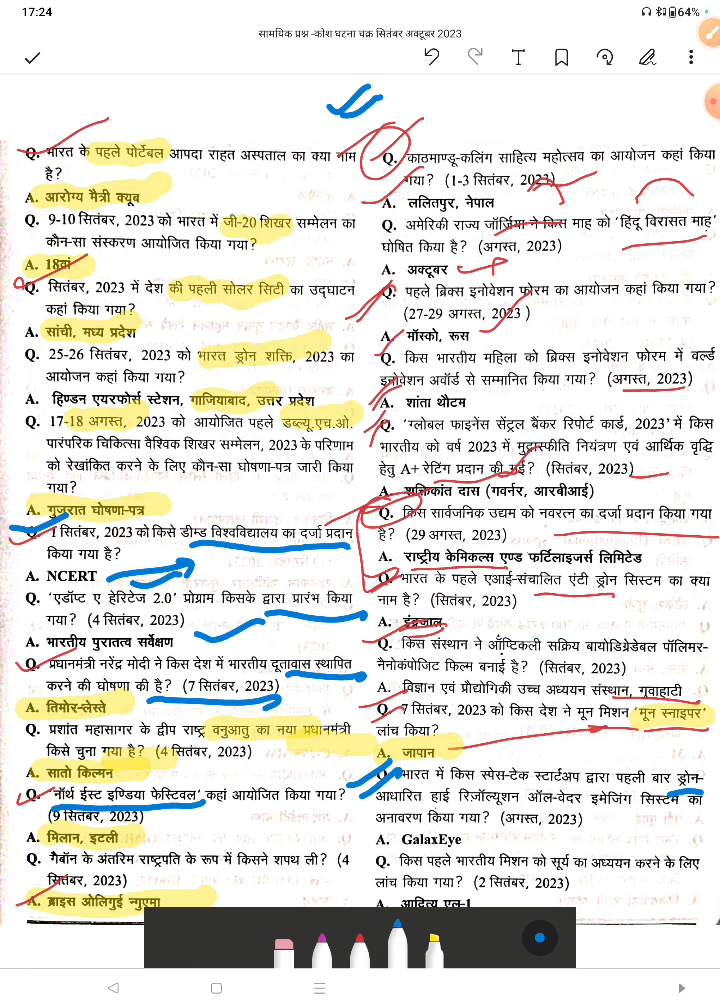 17:24
64%
सामयिक प्रश्न -कोश घटना चक्र सितंबर अक्टूबर 2023
Q. भारत के पहले पोर्टेबल आपदा राहत अस्पताल का क्या नाम
है?
A. आरोग्य मैत्री क्यूब
Q. 9-10 सितंबर, 2023 को भारत में जी-20 शिखर सम्मेलन का
कौन-सा संस्करण आयोजित किया गया?
A. 18वां
Q. सितंबर, 2023 में देश की पहली सोलर सिटी का उद्घाटन
कहां किया गया?
A. सांची, मध्य प्रदेश
Q. 25-26 सितंबर, 2023 को भारत ड्रोन शक्ति, 2023 का
आयोजन कहां किया गया?
A. हिण्डन एयरफोर्स स्टेशन, गाजियाबाद, उत्तर प्रदेश
Q. 17-18 अगस्त, 2023 को आयोजित पहले डब्ल्यू.एच.ओ.
पारंपरिक चिकित्सा वैश्विक शिखर सम्मेलन, 2023 के परिणाम
को रेखांकित करने के लिए कौन-सा घोषणा-पत्र जारी किया
गया?
A. गुजरात घोषणा-पत्र
Q. 1 सितंबर, 2023 को किसे डीम्ड विश्वविद्यालय का दर्जा प्रदान
किया गया है?
A. NCERT
Q. 'एडॉप्ट ए हेरिटेज 2.0' प्रोग्राम किसके द्वारा प्रारंभ किया
गया? (4 सितंबर, 2023)
A. भारतीय पुरातत्व सर्वेक्षण
Q. प्रधानमंत्री नरेंद्र मोदी ने किस देश में भारतीय दूतावास स्थापित
करने की घोषणा की है? (7 सितंबर, 2023)
A. तिमोर-लेस्ते
Q. प्रशांत महासागर के द्वीप राष्ट्र वनुआतु का नया प्रधानमंत्री
किसे चुना गया है? (4 सितंबर, 2023)
A. सातो किल्मन
Q. 'नॉर्थ ईस्ट इण्डिया फेस्टिवल' कहां आयोजित किया गया?
(9 सितंबर, 2023)
A. मिलान, इटली
Q. गैबॉन के अंतरिम राष्ट्रपति के रूप में किसने शपथ ली? (4
सितंबर, 2023)
A. ब्राइस ओलिगुई न्गुएमा
Q. काठमाण्डू-कलिंग साहित्य महोत्सव का आयोजन कहां किया
गया? (1-3 सितंबर, 2023)
A. ललितपुर, नेपाल
Q. अमेरिकी राज्य जॉर्जिया ने किस माह को 'हिंदू विरासत माह'
घोषित किया है? (अगस्त, 2023)
A. अक्टूबर
Q. पहले ब्रिक्स इनोवेशन फोरम का आयोजन कहां किया गया?
(27-29 अगस्त, 2023 )
A. मॉस्को, रूस
Q. किस भारतीय महिला को ब्रिक्स इनोवेशन फोरम में वर्ल्ड
इनोवेशन अवॉर्ड से सम्मानित किया गया? (अगस्त, 2023)
A. शांता थौटम
Q. 'ग्लोबल फाइनेंस सेंट्रल बैंकर रिपोर्ट कार्ड, 2023' में किस
भारतीय को वर्ष 2023 में मुद्रास्फीति नियंत्रण एवं आर्थिक वृद्धि
हेतु A+ रेटिंग प्रदान की गई? (सितंबर, 2023)
A. शक्तिकांत दास (गवर्नर, आरबीआई)
Q. किस सार्वजनिक उद्यम को नवरत्न का दर्जा प्रदान किया गया
है? (29 अगस्त, 2023)
A. राष्ट्रीय केमिकल्स एण्ड फर्टिलाइजर्स लिमिटेड
Q. भारत के पहले एआई-संचालित एंटी ड्रोन सिस्टम का क्या
नाम है? (सितंबर, 2023)
A. इंद्रजाल
Q. किस संस्थान ने ऑप्टिकली सक्रिय बायोडिग्रेडेबल पॉलिमर-
नैनोकंपोजिट फिल्म बनाई है? (सितंबर, 2023)
A. विज्ञान एवं प्रौद्योगिकी उच्च अध्ययन संस्थान, गुवाहाटी
Q. 7 सितंबर, 2023 को किस देश ने मून मिशन 'मून स्नाइपर'
लांच किया?
A. जापान
Q. भारत में किस स्पेस-टेक स्टार्टअप द्वारा पहली बार ड्रोन-
आधारित हाई रिज़ॉल्यूशन ऑल-वेदर इमेजिंग सिस्टम का
अनावरण किया गया? (अगस्त, 2023)
A. GalaxEye
Q. किस पहले भारतीय मिशन को सूर्य का अध्ययन करने के लिए
लांच किया गया? (2 सितंबर, 2023)
A. आदित्य एल-1